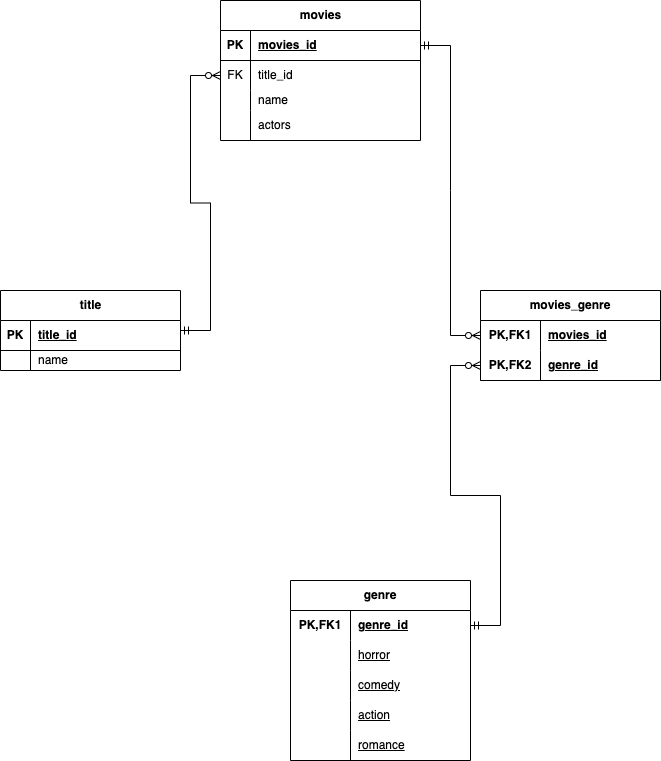 movies
PK movies_id
FK title_id
name
actors
title
PK title_id
name
movies_genre
PK,FK1 movies_id
PK,FK2 genre_id
genre
PK,FK1 genre_id
horror
comedy
action
romance